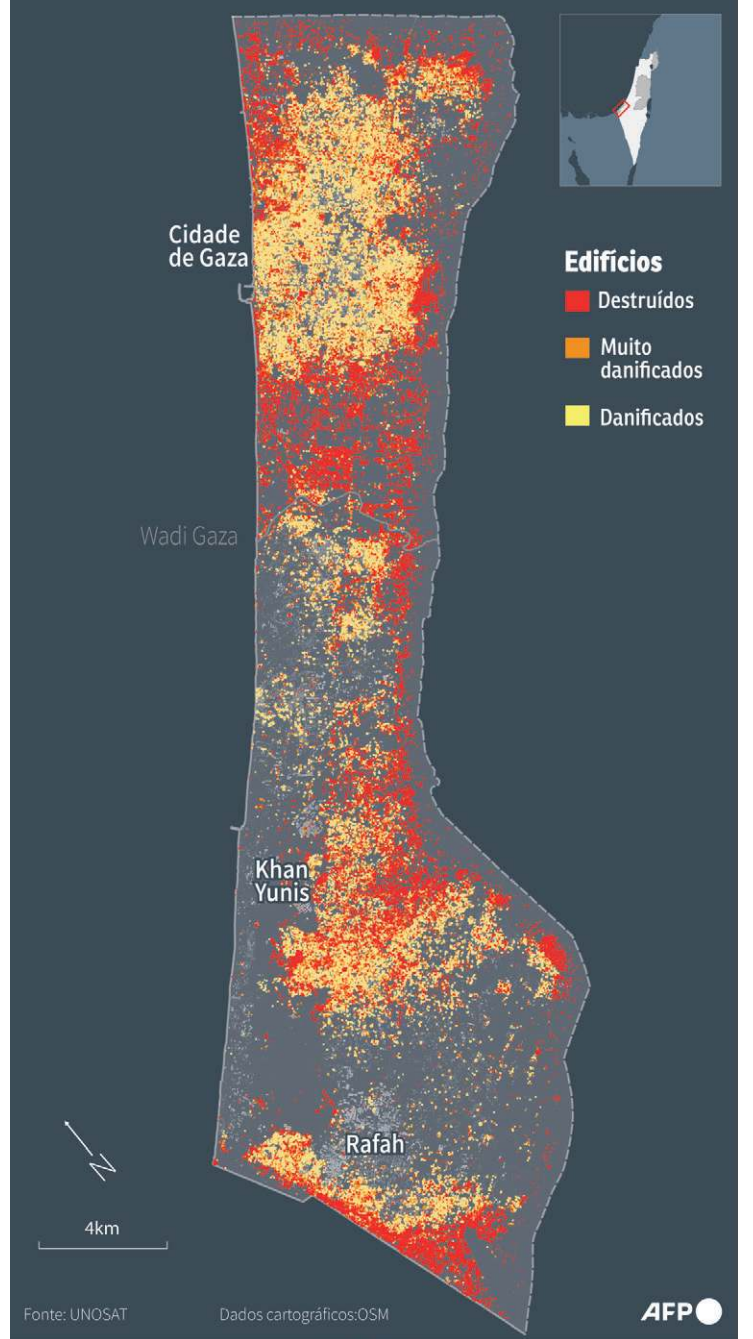 Cidade
de Gaza
Edifícios
Destruídos
Muito
danificados
Danificados
Wadi Gaza
Khan
Yunis
Rafah
N
4km
Fonte: UNOSAT
Dados cartográficos:OSM
AFP